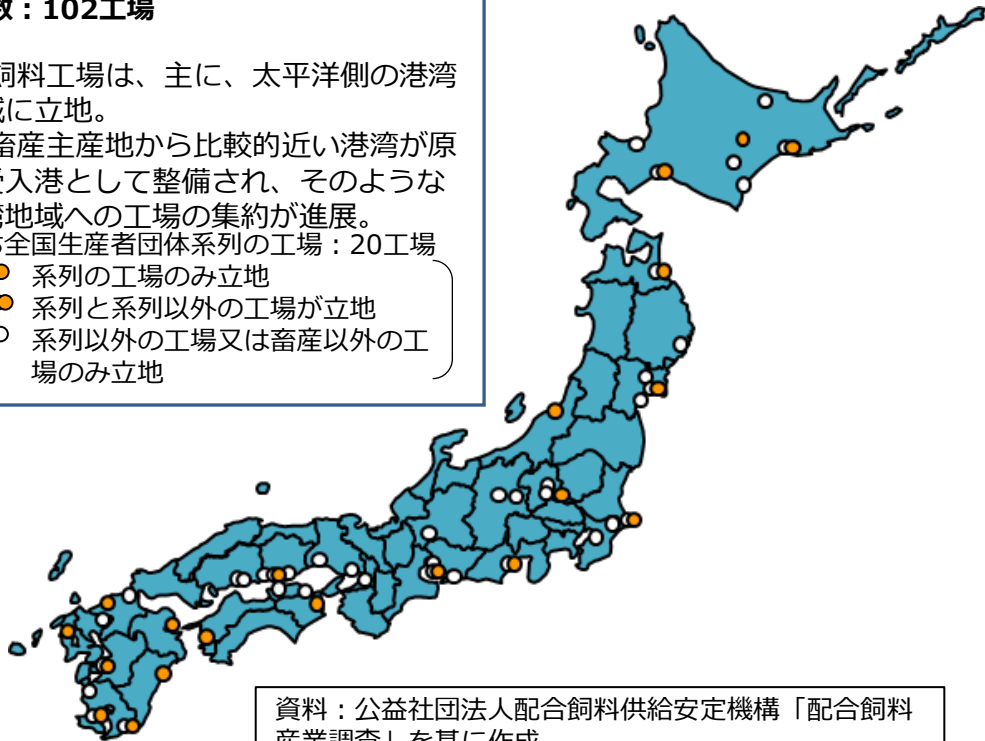 数：102工場
飼料工場は、主に、太平洋側の港湾
域に立地。
畜産主産地から比較的近い港湾が原
受入港として整備され、そのような
湾地域への工場の集約が進展。
ち全国生産者団体系列の工場：20工場
系列の工場のみ立地
系列と系列以外の工場が立地
系列以外の工場又は畜産以外の工
場のみ立地
資料：公益社団法人配合飼料供給安定機構「配合飼料
産業調査」を基に作成